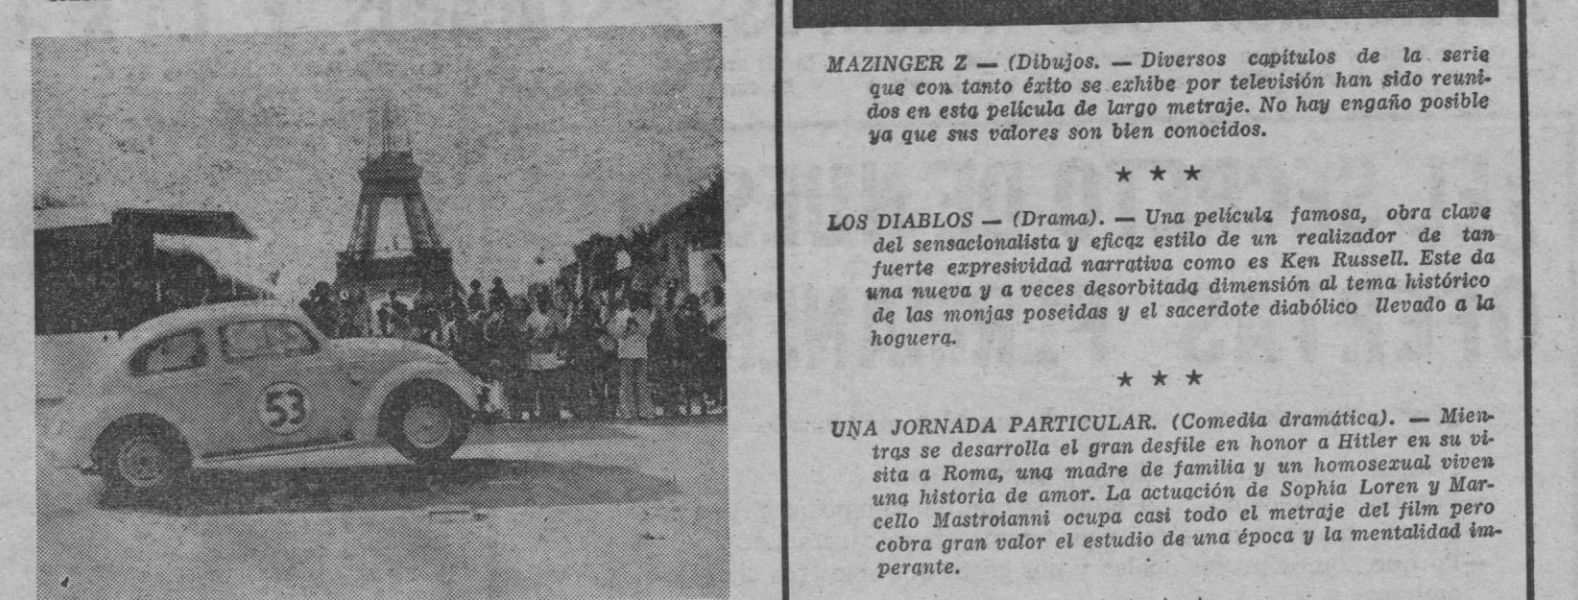 53
MAZINGER Z — (Dibujos. — Diversos capítulos de la serie
que con tanto éxito se exhibe por televisión han sido reuni-
dos en esta película de largo metraje. No hay engaño posible
ya que sus valores son bien conocidos.
★ ★ ★
LOS DIABLOS — (Drama). — Una película famosa, obra clave
del sensacionalista y eficaz estilo de un realizador de tan
fuerte expresividad narrativa como es Ken Russell. Este da
una nueva y a veces desorbitada dimensión al tema histórico
de las monjas poseidas y el sacerdote diabólico llevado a la
hoguera.
★ ★ ★
UNA JORNADA PARTICULAR. (Comedia dramática). — Mien-
tras se desarrolla el gran desfile en honor a Hitler en su vi-
sita a Roma, una madre de familia y un homosexual viven
una historia de amor. La actuación de Sophia Loren y Mar-
cello Mastroianni ocupa casi todo el metraje del film pero
cobra gran valor el estudio de una época y la mentalidad im-
perante.